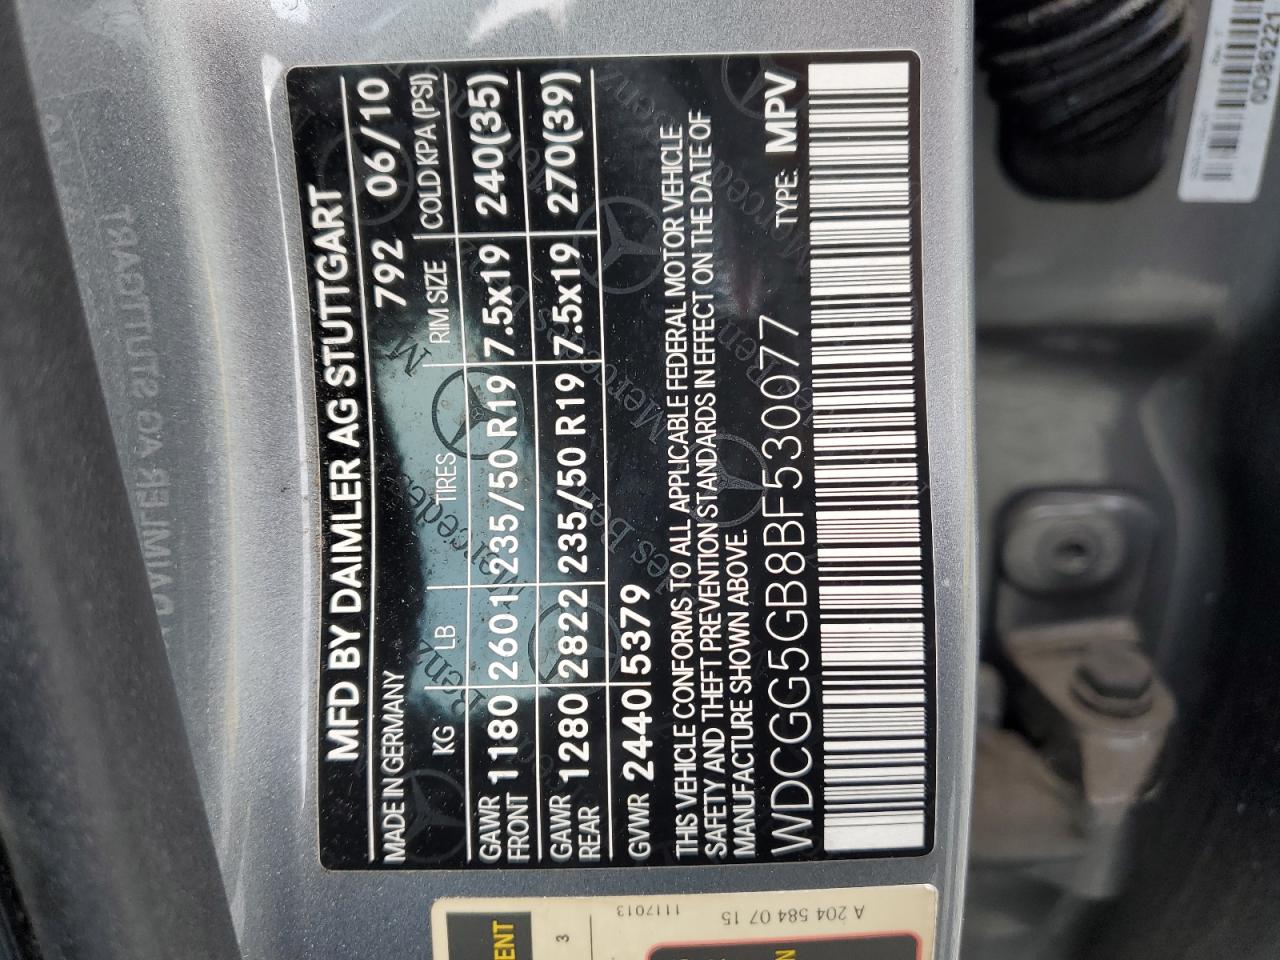 MFD BY DAIMLER AG STUTTGART
MADE IN GERMANY 792 06/10
KG LB TIRES RIM SIZE COLD KPA (PSI)
GAWR FRONT 1180 2601 235/50 R19 7.5x19 240(35)
GAWR REAR 1280 2822 235/50 R19 7.5x19 270(39)
GVWR 2440 5379
THIS VEHICLE CONFORMS TO ALL APPLICABLE FEDERAL MOTOR VEHICLE
SAFETY AND THEFT PREVENTION STANDARDS IN EFFECT ON THE DATE OF
MANUFACTURE SHOWN ABOVE.
WDCGG5GB8BF530077 TYPE: MPV
A 204 584 07 15
1117013
3
0D86221